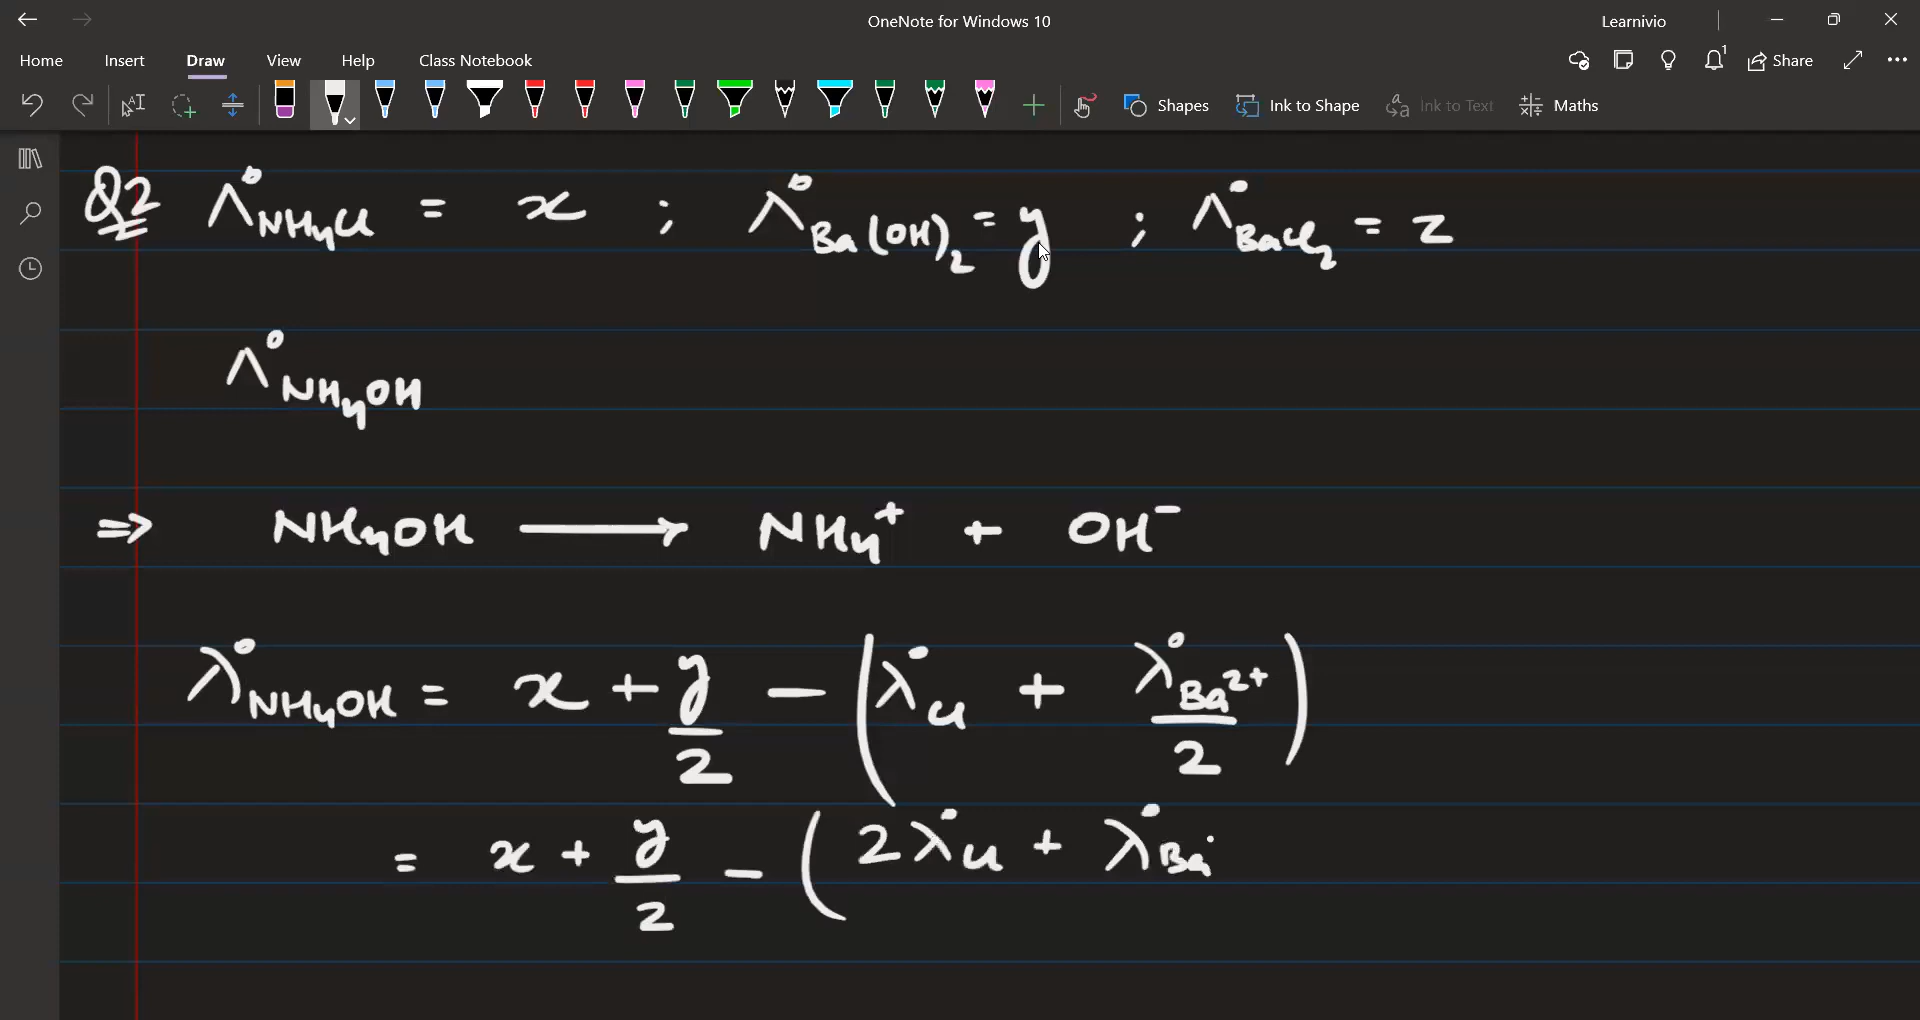 OneNote for Windows 10
Learnivio
Home Insert Draw View Help Class Notebook
1 Share
Shapes Ink to Shape Ink to Text Maths
Q2 Λ°NH₄Cl = x ; Λ°Ba(OH)₂ = y ; Λ°BaCl₂ = z
Λ°NH₄OH
⇒ NH₄OH ⟶ NH₄⁺ + OH⁻
λ°NH₄OH = x + y/2 - (λ°Cl + λ°Ba²⁺/2)
= x + y/2 - (2λ°Cl + λ°Ba